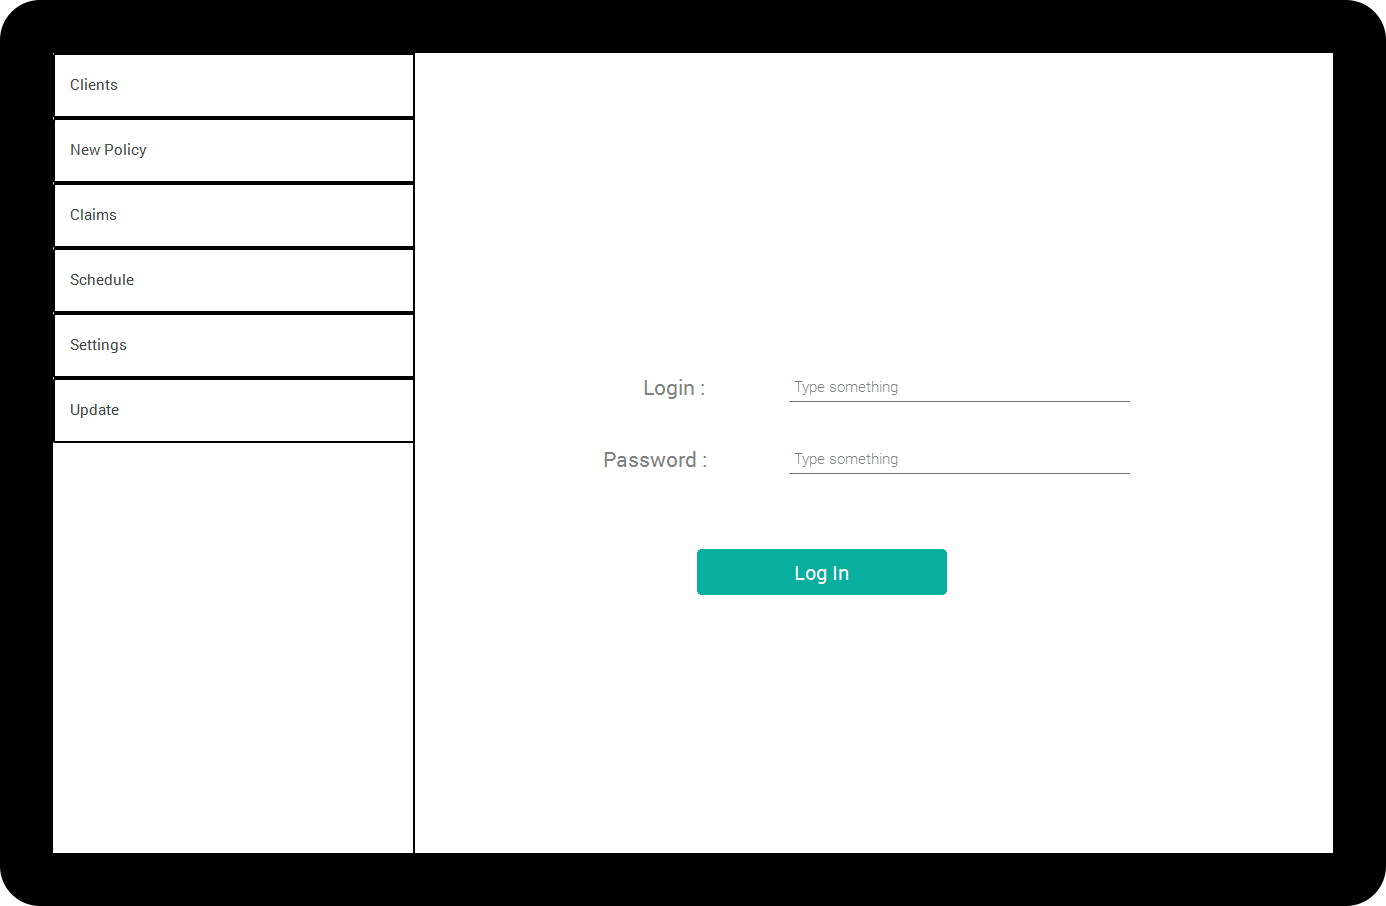 Clients
New Policy
Claims
Schedule
Settings
Update
Login :
Type something
Password :
Type something
Log In